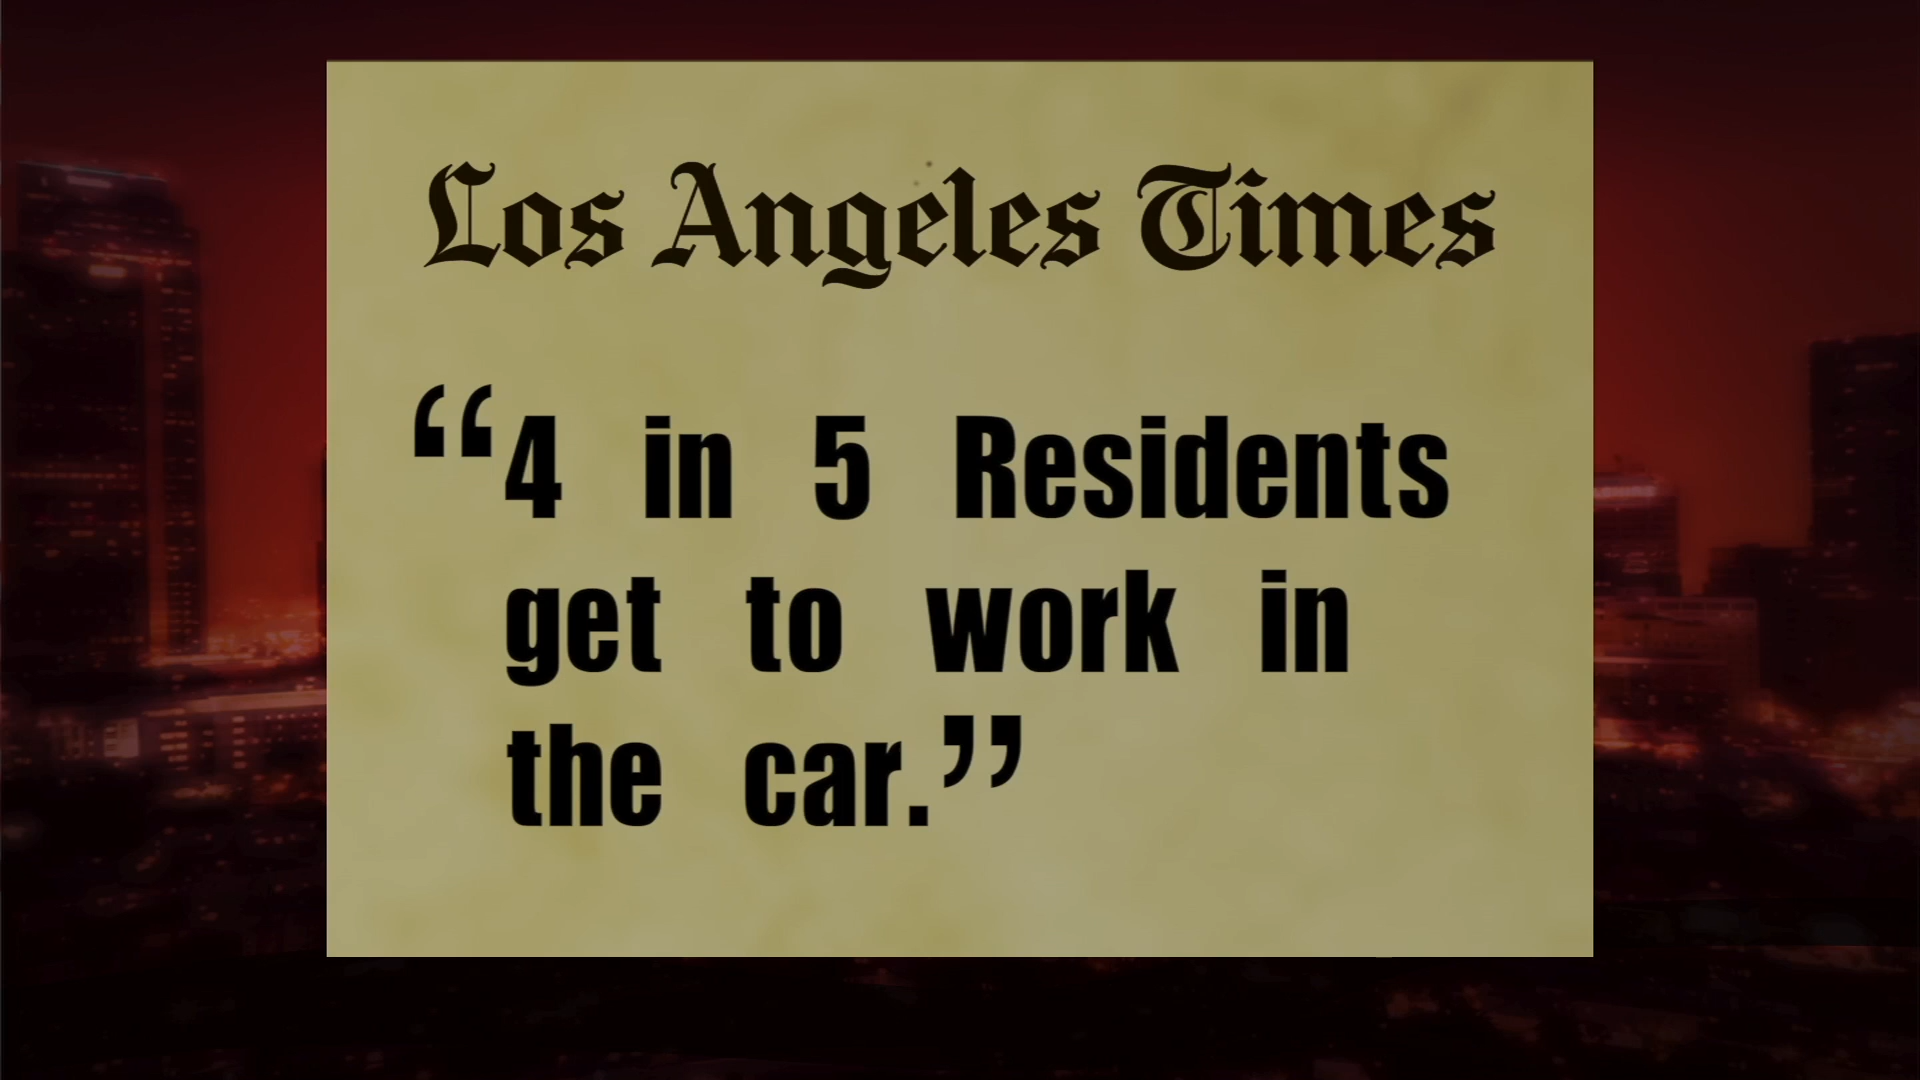 Los Angeles Times
“4 in 5 Residents
get to work in
the car.”